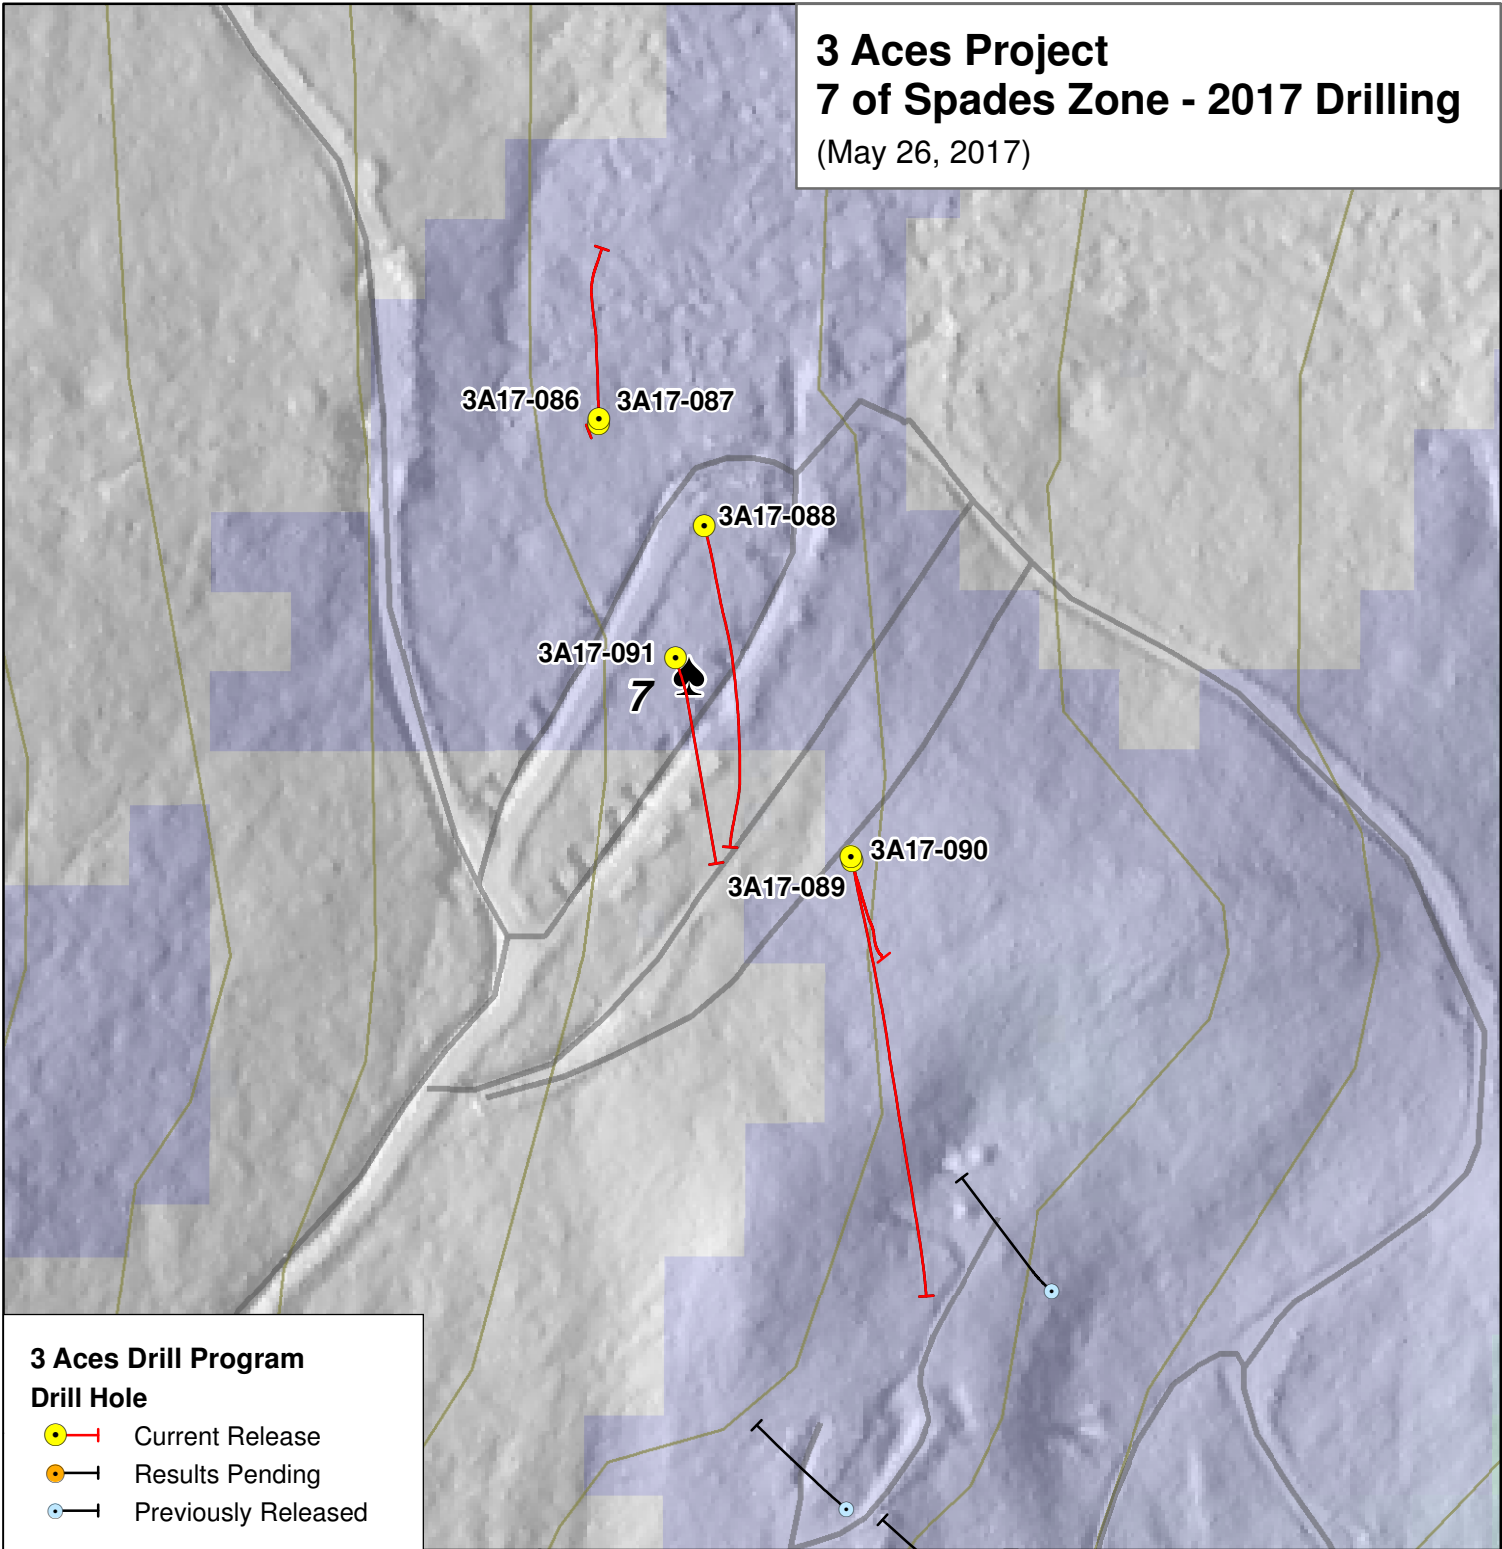 3 Aces Project
7 of Spades Zone - 2017 Drilling
(May 26, 2017)
3A17-086
3A17-087
3A17-088
3A17-091
7
3A17-090
3A17-089
3 Aces Drill Program
Drill Hole
Current Release
Results Pending
Previously Released